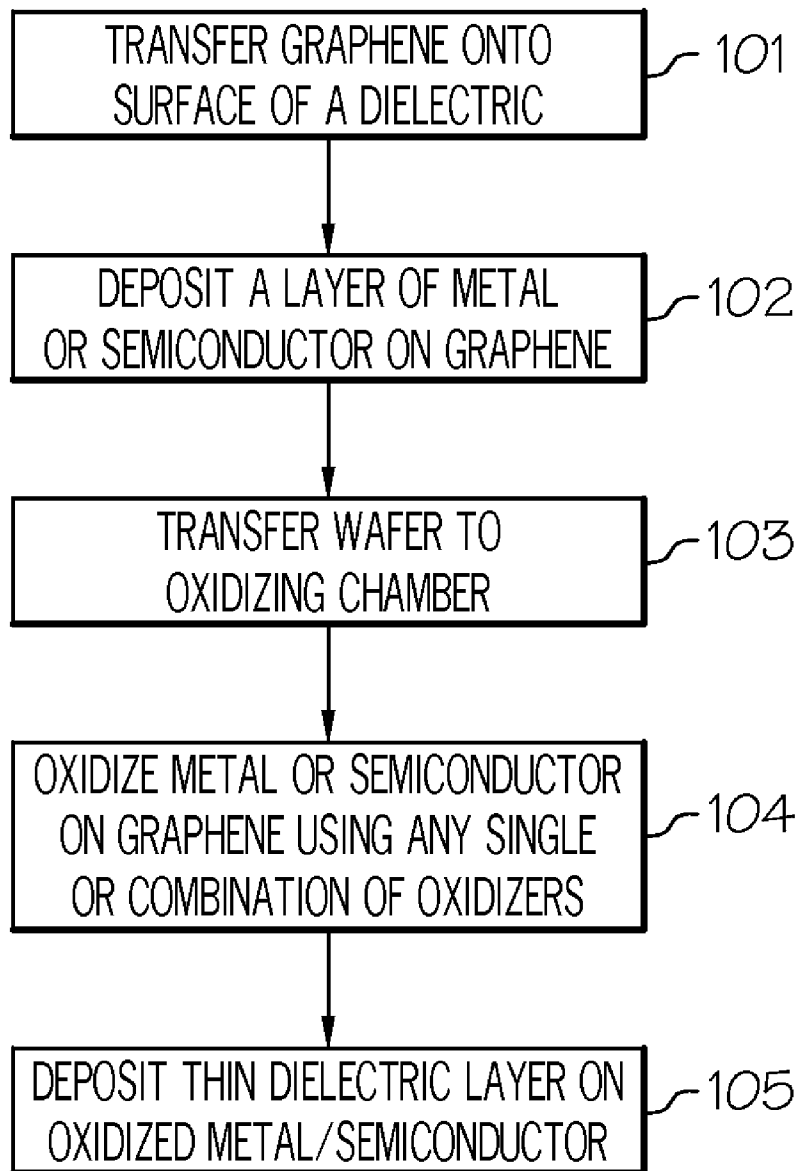 TRANSFER GRAPHENE ONTO
SURFACE OF A DIELECTRIC
101
DEPOSIT A LAYER OF METAL
OR SEMICONDUCTOR ON GRAPHENE
102
TRANSFER WAFER TO
OXIDIZING CHAMBER
103
OXIDIZE METAL OR SEMICONDUCTOR
ON GRAPHENE USING ANY SINGLE
OR COMBINATION OF OXIDIZERS
104
DEPOSIT THIN DIELECTRIC LAYER ON
OXIDIZED METAL/SEMICONDUCTOR
105